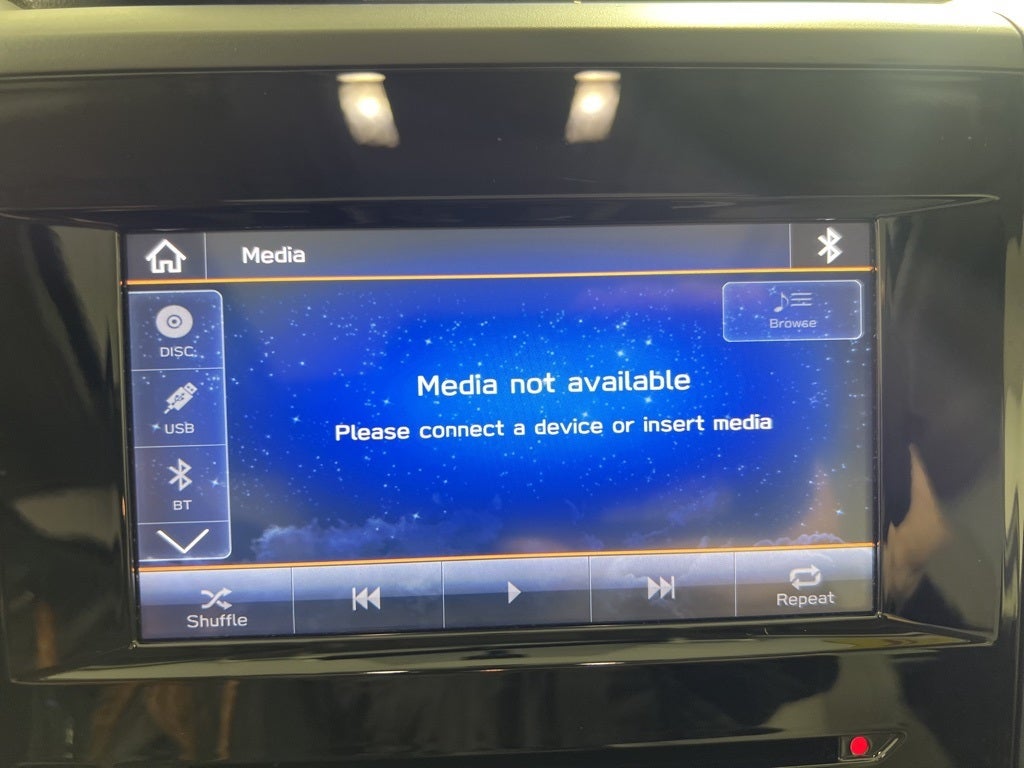 Media
DISC
Browse
Media not available
USB
Please connect a device or insert media
BT
Shuffle
Repeat